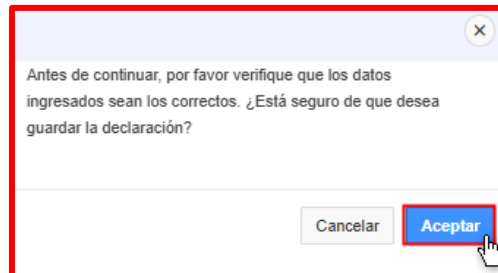 Antes de continuar, por favor verifique que los datos
ingresados sean los correctos. ¿Está seguro de que desea
guardar la declaración?
Cancelar Aceptar